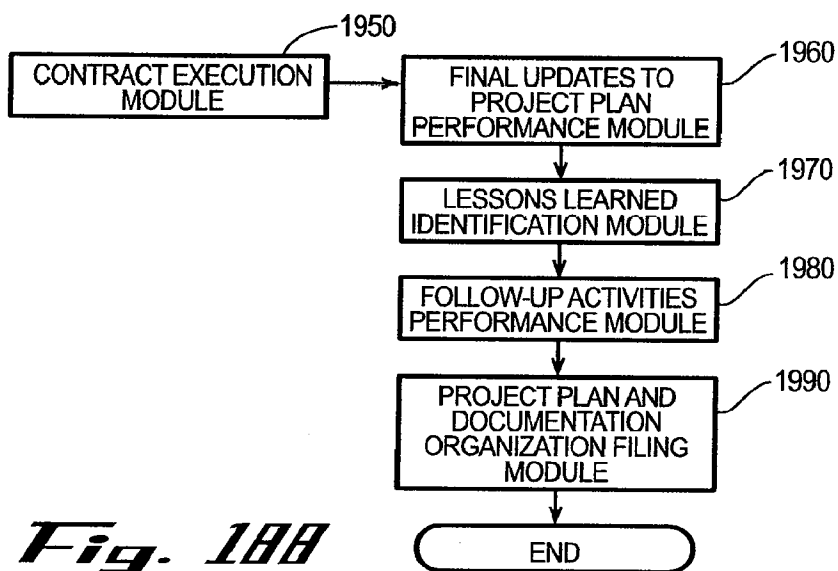 1950
CONTRACT EXECUTION
MODULE
1960
FINAL UPDATES TO
PROJECT PLAN
PERFORMANCE MODULE
1970
LESSONS LEARNED
IDENTIFICATION MODULE
1980
FOLLOW-UP ACTIVITIES
PERFORMANCE MODULE
1990
PROJECT PLAN AND
DOCUMENTATION
ORGANIZATION FILING
MODULE
END
Fig. 188